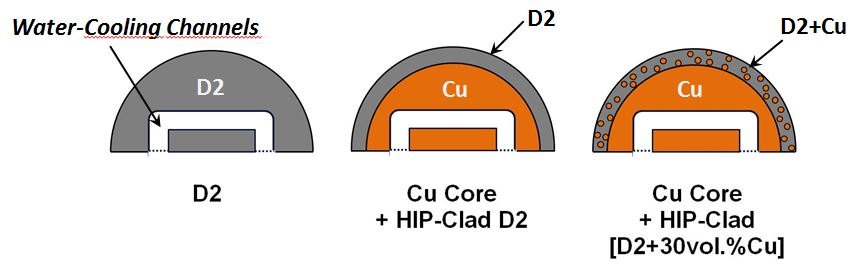 Water-Cooling Channels
D2
D2
Cu
D2+Cu
Cu
D2
Cu Core
+ HIP-Clad D2
Cu Core
+ HIP-Clad
[D2+30vol.%Cu]